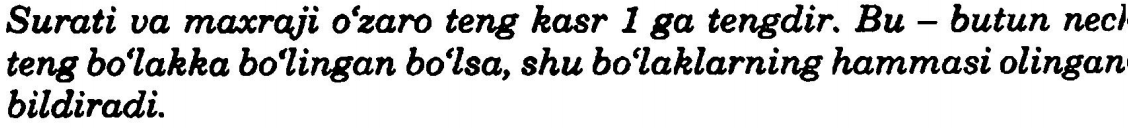 Surati va maxraji o‘zaro teng kasr 1 ga tengdir. Bu – butun
teng bo‘lakka bo‘lingan bo‘lsa, shu bo‘laklarning hammasi olingan
bildiradi.